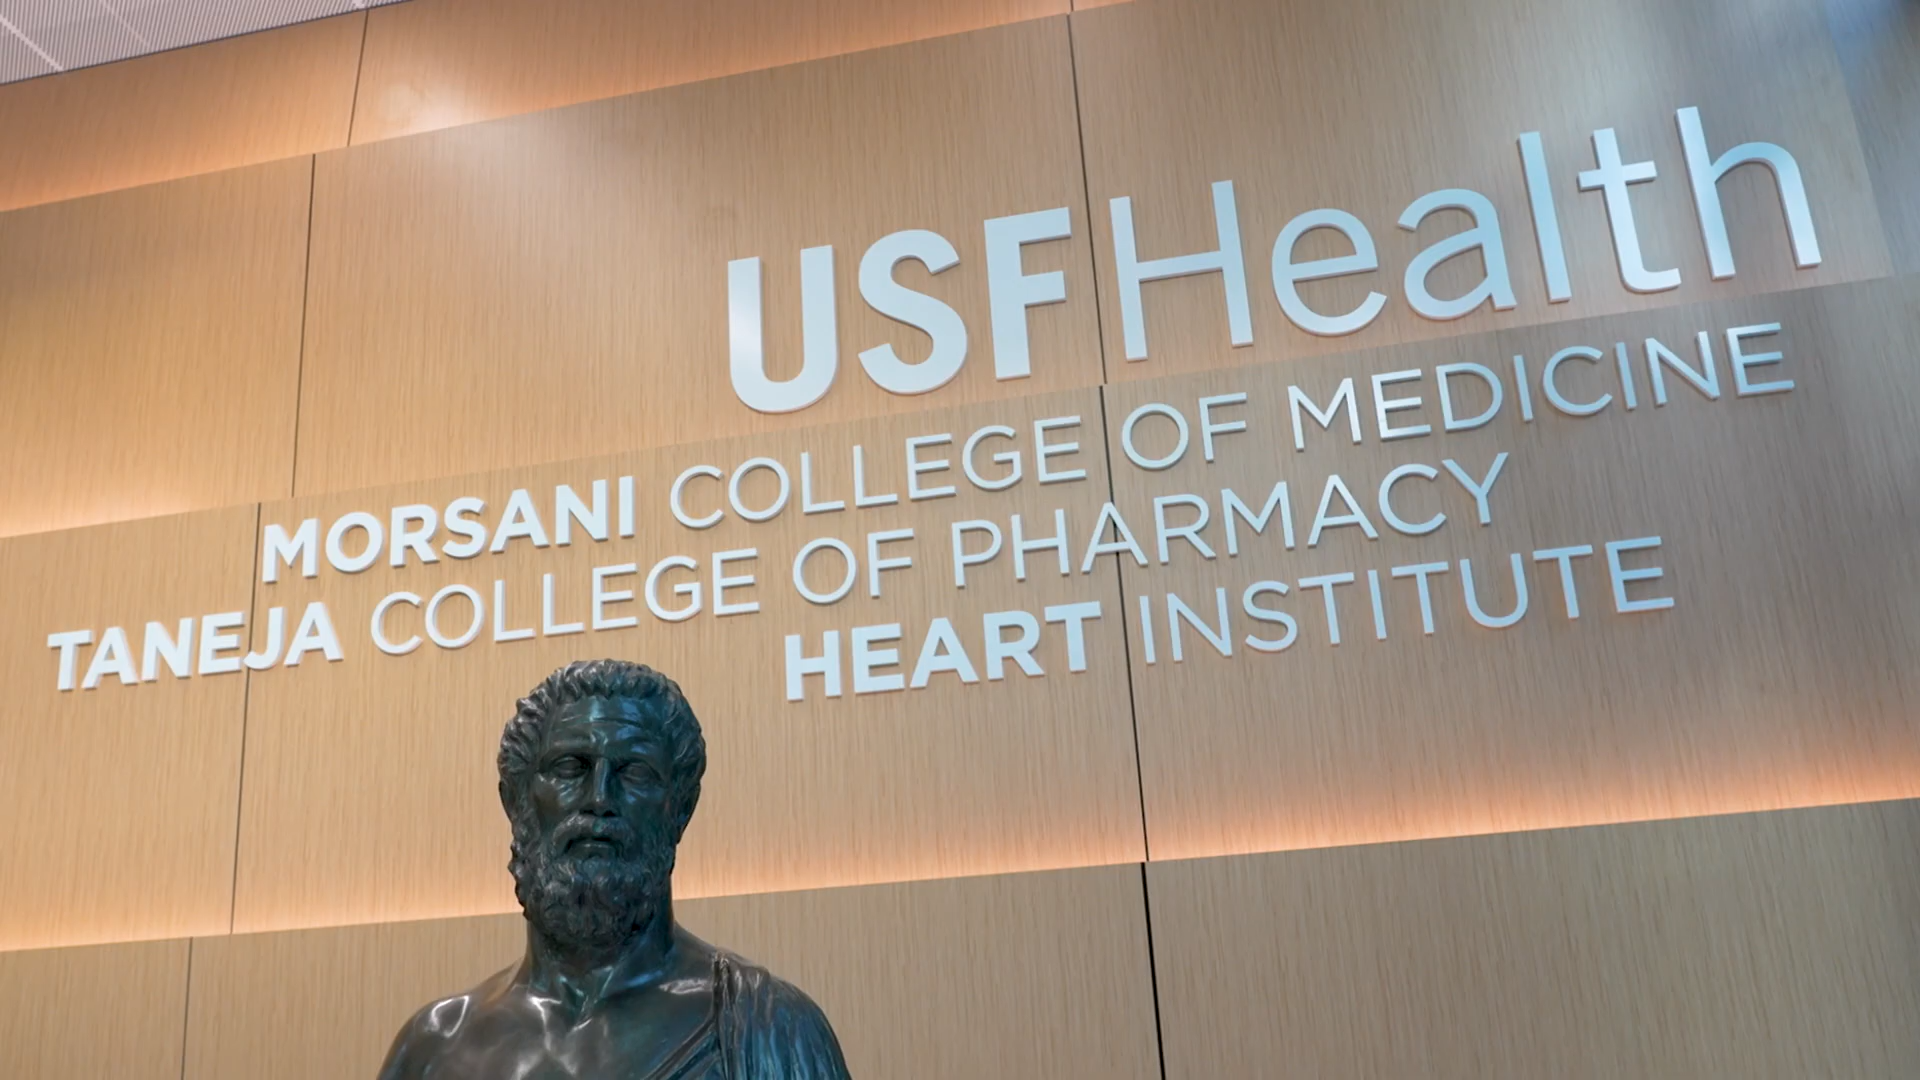 USFHealth
MORSANI COLLEGE OF MEDICINE
TANEJA COLLEGE OF PHARMACY
HEART INSTITUTE